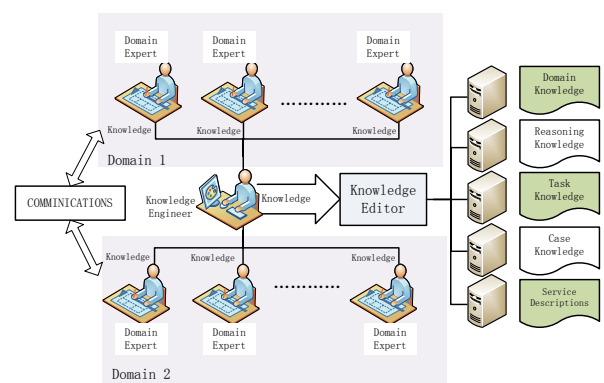 Domain Expert
Domain Expert
Domain Expert
Knowledge
Knowledge
Knowledge
Domain 1
COMMINICATIONS
Knowledge Engineer
Knowledge
Knowledge Editor
Knowledge
Knowledge
Knowledge
Domain Expert
Domain Expert
Domain Expert
Domain 2
Domain Knowledge
Reasoning Knowledge
Task Knowledge
Case Knowledge
Service Descriptions